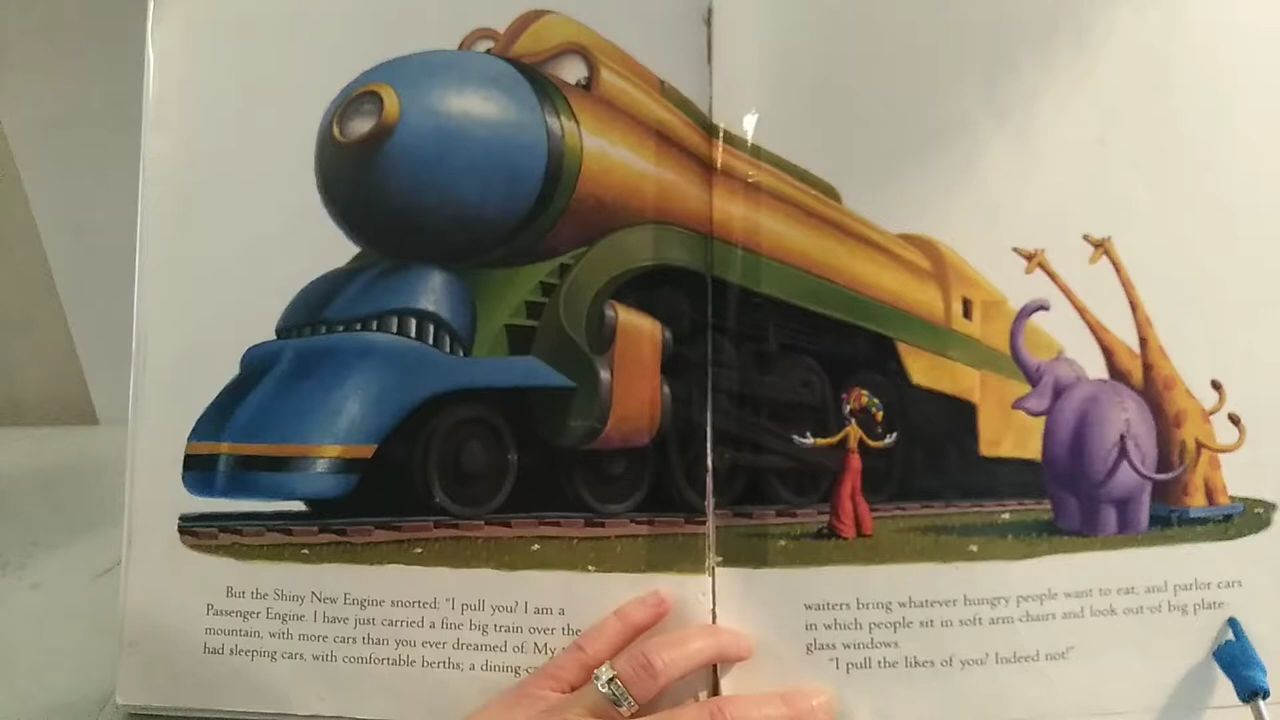 But the Shiny New Engine snorted: "I pull you? I am a
Passenger Engine. I have just carried a fine big train over the
mountain, with more cars than you ever dreamed of. My
had sleeping cars, with comfortable berths; a dining-
waiters bring whatever hungry people want to eat; and parlor cars
in which people sit in soft arm-chairs and look out of big plate-
glass windows.
"I pull the likes of you? Indeed not!"